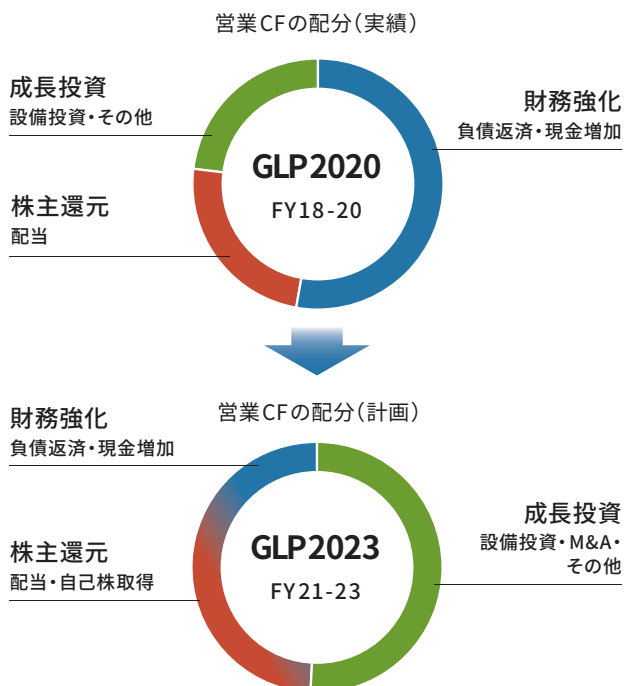 営業CFの配分（実績）
成長投資
設備投資・その他
財務強化
負債返済・現金増加
GLP2020
FY18-20
株主還元
配当
営業CFの配分（計画）
財務強化
負債返済・現金増加
成長投資
設備投資・M&A・
その他
GLP2023
FY21-23
株主還元
配当・自己株取得